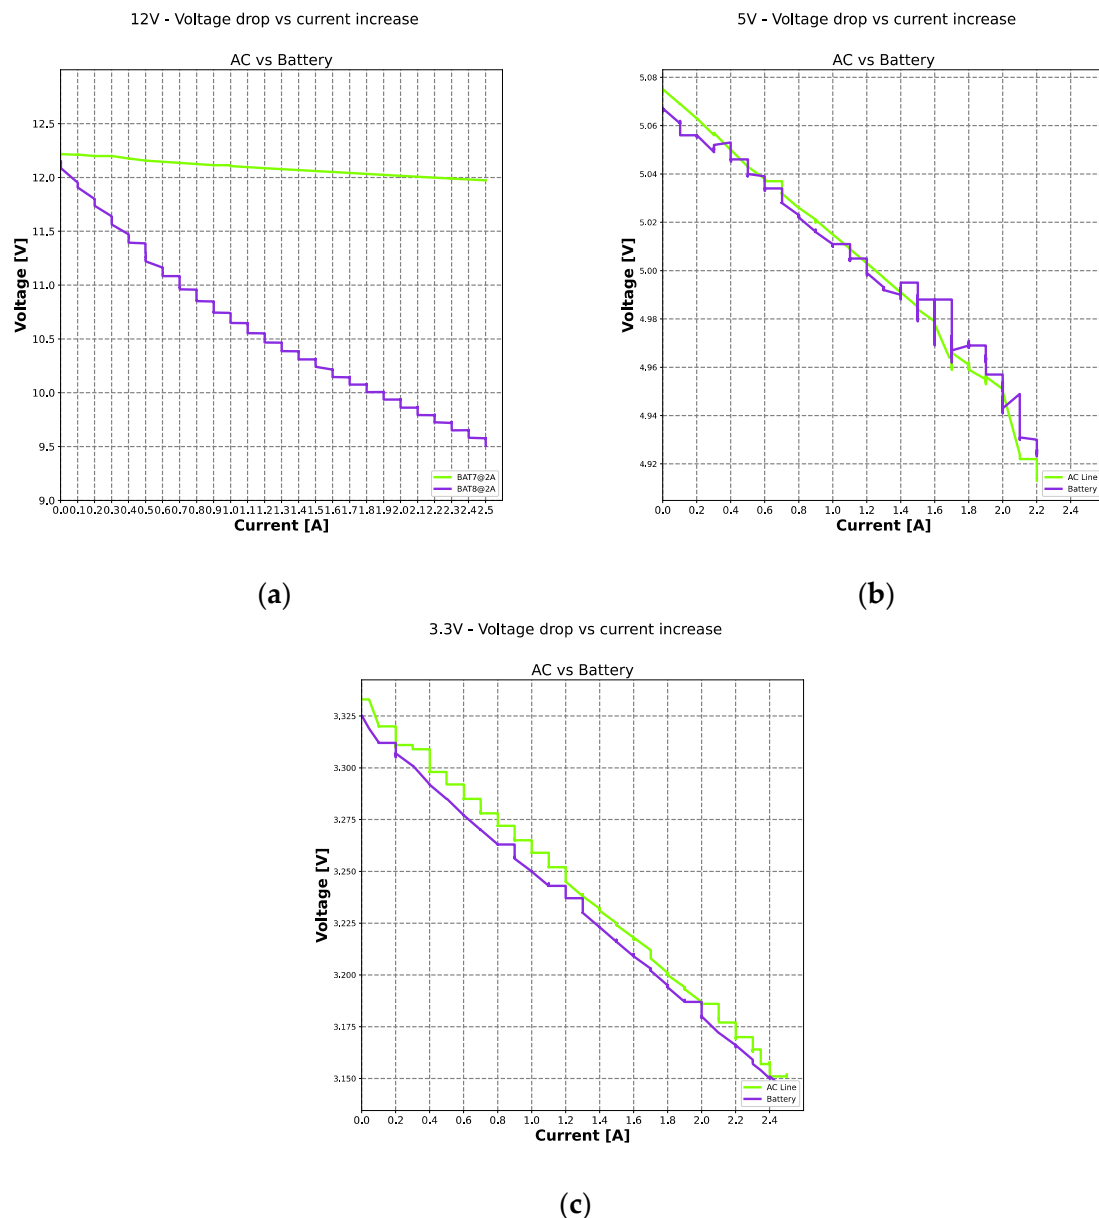 12V - Voltage drop vs current increase
AC vs Battery
Voltage [V]
12.5
12.0
11.5
11.0
10.5
10.0
9.5
9.0
0.00.10.20.30.40.50.60.70.80.91.01.11.21.31.41.51.61.71.81.92.02.12.22.32.42.5
Current [A]
BAT7@2A
BAT8@2A
(a)
5V - Voltage drop vs current increase
AC vs Battery
Voltage [V]
5.08
5.06
5.04
5.02
5.00
4.98
4.96
4.94
4.92
0.0 0.2 0.4 0.6 0.8 1.0 1.2 1.4 1.6 1.8 2.0 2.2 2.4
Current [A]
AC Line
Battery
(b)
3.3V - Voltage drop vs current increase
AC vs Battery
Voltage [V]
3,325
3,300
3,275
3,250
3,225
3,200
3,175
3,150
0.0 0.2 0.4 0.6 0.8 1.0 1.2 1.4 1.6 1.8 2.0 2.2 2.4
Current [A]
AC Line
Battery
(c)